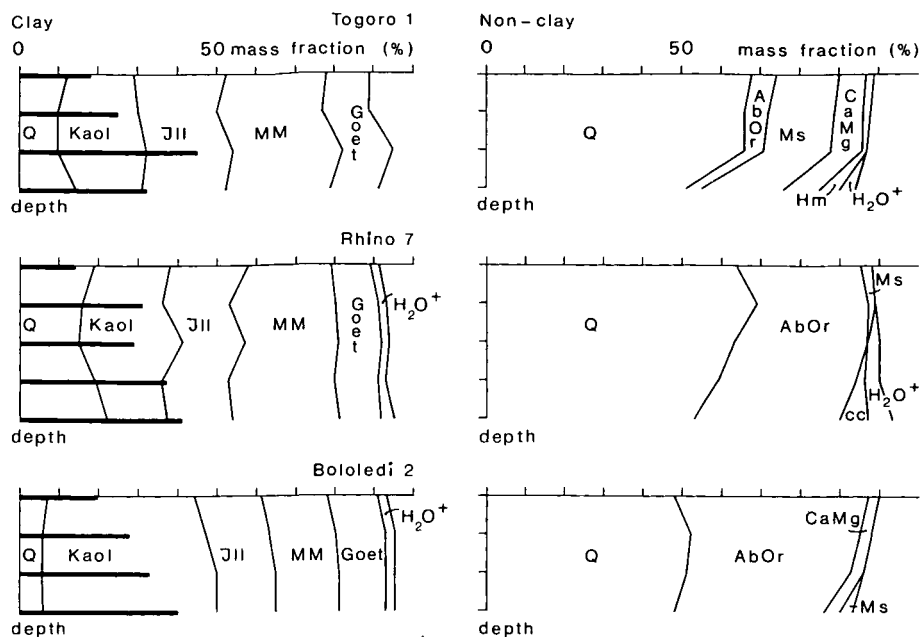 Clay Togoro 1
0 50 mass fraction (%)
Q Kaol Jll MM Goet
depth
Non-clay
0 50 mass fraction (%)
Q AbOr Ms CaMg
Hm H₂O⁺
depth
Rhino 7
Q Kaol Jll MM Goet H₂O⁺
depth
Q AbOr Ms
cc H₂O⁺
depth
Bololedi 2
Q Kaol Jll MM Goet H₂O⁺
depth
CaMg
Q AbOr
Ms
depth